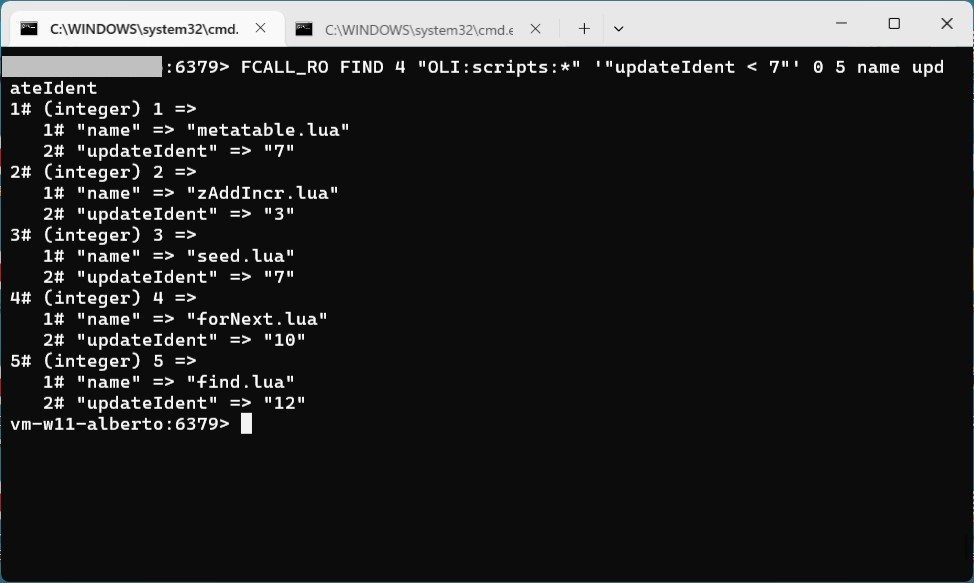 C:\WINDOWS\system32\cmd.
C:\WINDOWS\system32\cmd.e
:6379> FCALL_RO FIND 4 "OLI:scripts:*" '"updateIdent < 7"' 0 5 name upd
ateIdent
1# (integer) 1 =>
   1# "name" => "metatable.lua"
   2# "updateIdent" => "7"
2# (integer) 2 =>
   1# "name" => "zAddIncr.lua"
   2# "updateIdent" => "3"
3# (integer) 3 =>
   1# "name" => "seed.lua"
   2# "updateIdent" => "7"
4# (integer) 4 =>
   1# "name" => "forNext.lua"
   2# "updateIdent" => "10"
5# (integer) 5 =>
   1# "name" => "find.lua"
   2# "updateIdent" => "12"
vm-w11-alberto:6379>